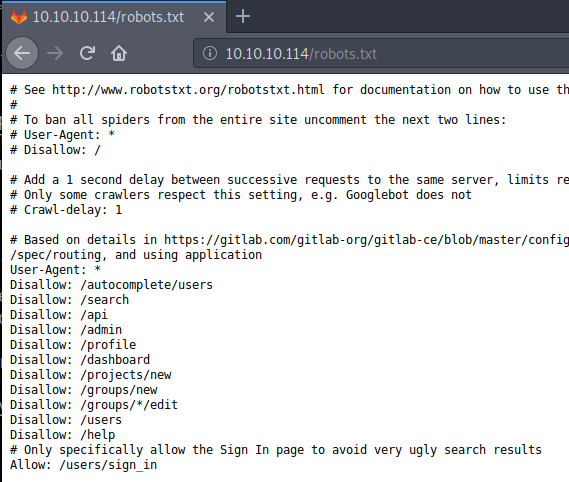 10.10.10.114/robots.txt
10.10.10.114/robots.txt
# See http://www.robotstxt.org/robotstxt.html for documentation on how to use
#
# To ban all spiders from the entire site uncomment the next two lines:
# User-Agent: *
# Disallow: /
# Add a 1 second delay between successive requests to the same server, limits
# Only some crawlers respect this setting, e.g. Googlebot does not
# Crawl-delay: 1
# Based on details in https://gitlab.com/gitlab-org/gitlab-ce/blob/master/config
/spec/routing, and using application
User-Agent: *
Disallow: /autocomplete/users
Disallow: /search
Disallow: /api
Disallow: /admin
Disallow: /profile
Disallow: /dashboard
Disallow: /projects/new
Disallow: /groups/new
Disallow: /groups/*/edit
Disallow: /users
Disallow: /help
# Only specifically allow the Sign In page to avoid very ugly search results
Allow: /users/sign_in